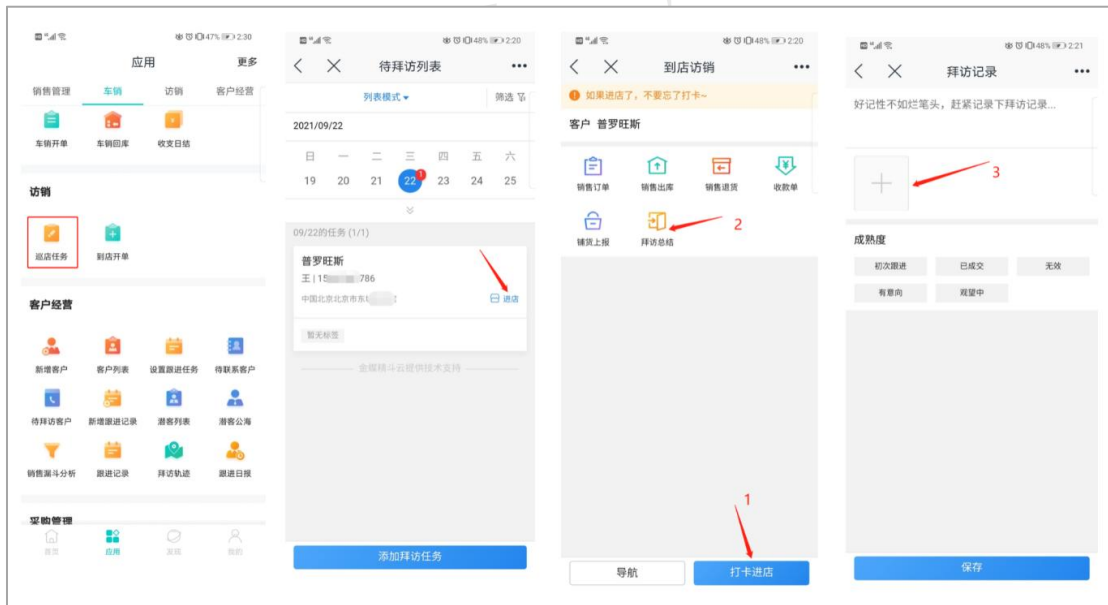 47% 2:30
应用
更多
销售管理 车销 访销 客户经营
车销开单 车销回库 收支日结
访销
巡店任务 到店开单
客户经营
新增客户 客户列表 设置跟进任务 待联系客户
待拜访客户 新增跟进记录 潜客列表 潜客公海
销售漏斗分析 跟进记录 拜访轨迹 跟进日报
采购管理
首页 应用 发现 我的
48% 2:20
待拜访列表
列表模式 筛选
2021/09/22
日 一 二 三 四 五 六
19 20 21 22 23 24 25
1
09/22的任务 (1/1)
普罗旺斯
王 | 15 786
中国北京北京市东
进店
暂无标签
金蝶精斗云提供技术支持
添加拜访任务
48% 2:20
到店访销
如果进店了，不要忘了打卡~
客户 普罗旺斯
销售订单 销售出库 销售退货 收款单
铺货上报 拜访总结
2
1
导航 打卡进店
48% 2:21
拜访记录
好记性不如烂笔头，赶紧记录下拜访记录...
3
成熟度
初次跟进 已成交 无效
有意向 观望中
保存